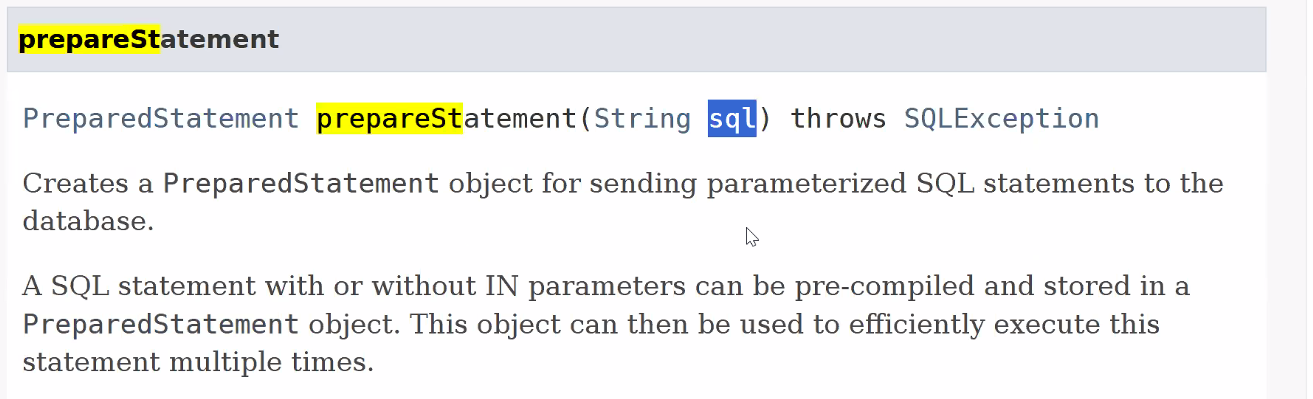 prepareStatement
PreparedStatement prepareStatement(String sql) throws SQLException
Creates a PreparedStatement object for sending parameterized SQL statements to the
database.
A SQL statement with or without IN parameters can be pre-compiled and stored in a
PreparedStatement object. This object can then be used to efficiently execute this
statement multiple times.